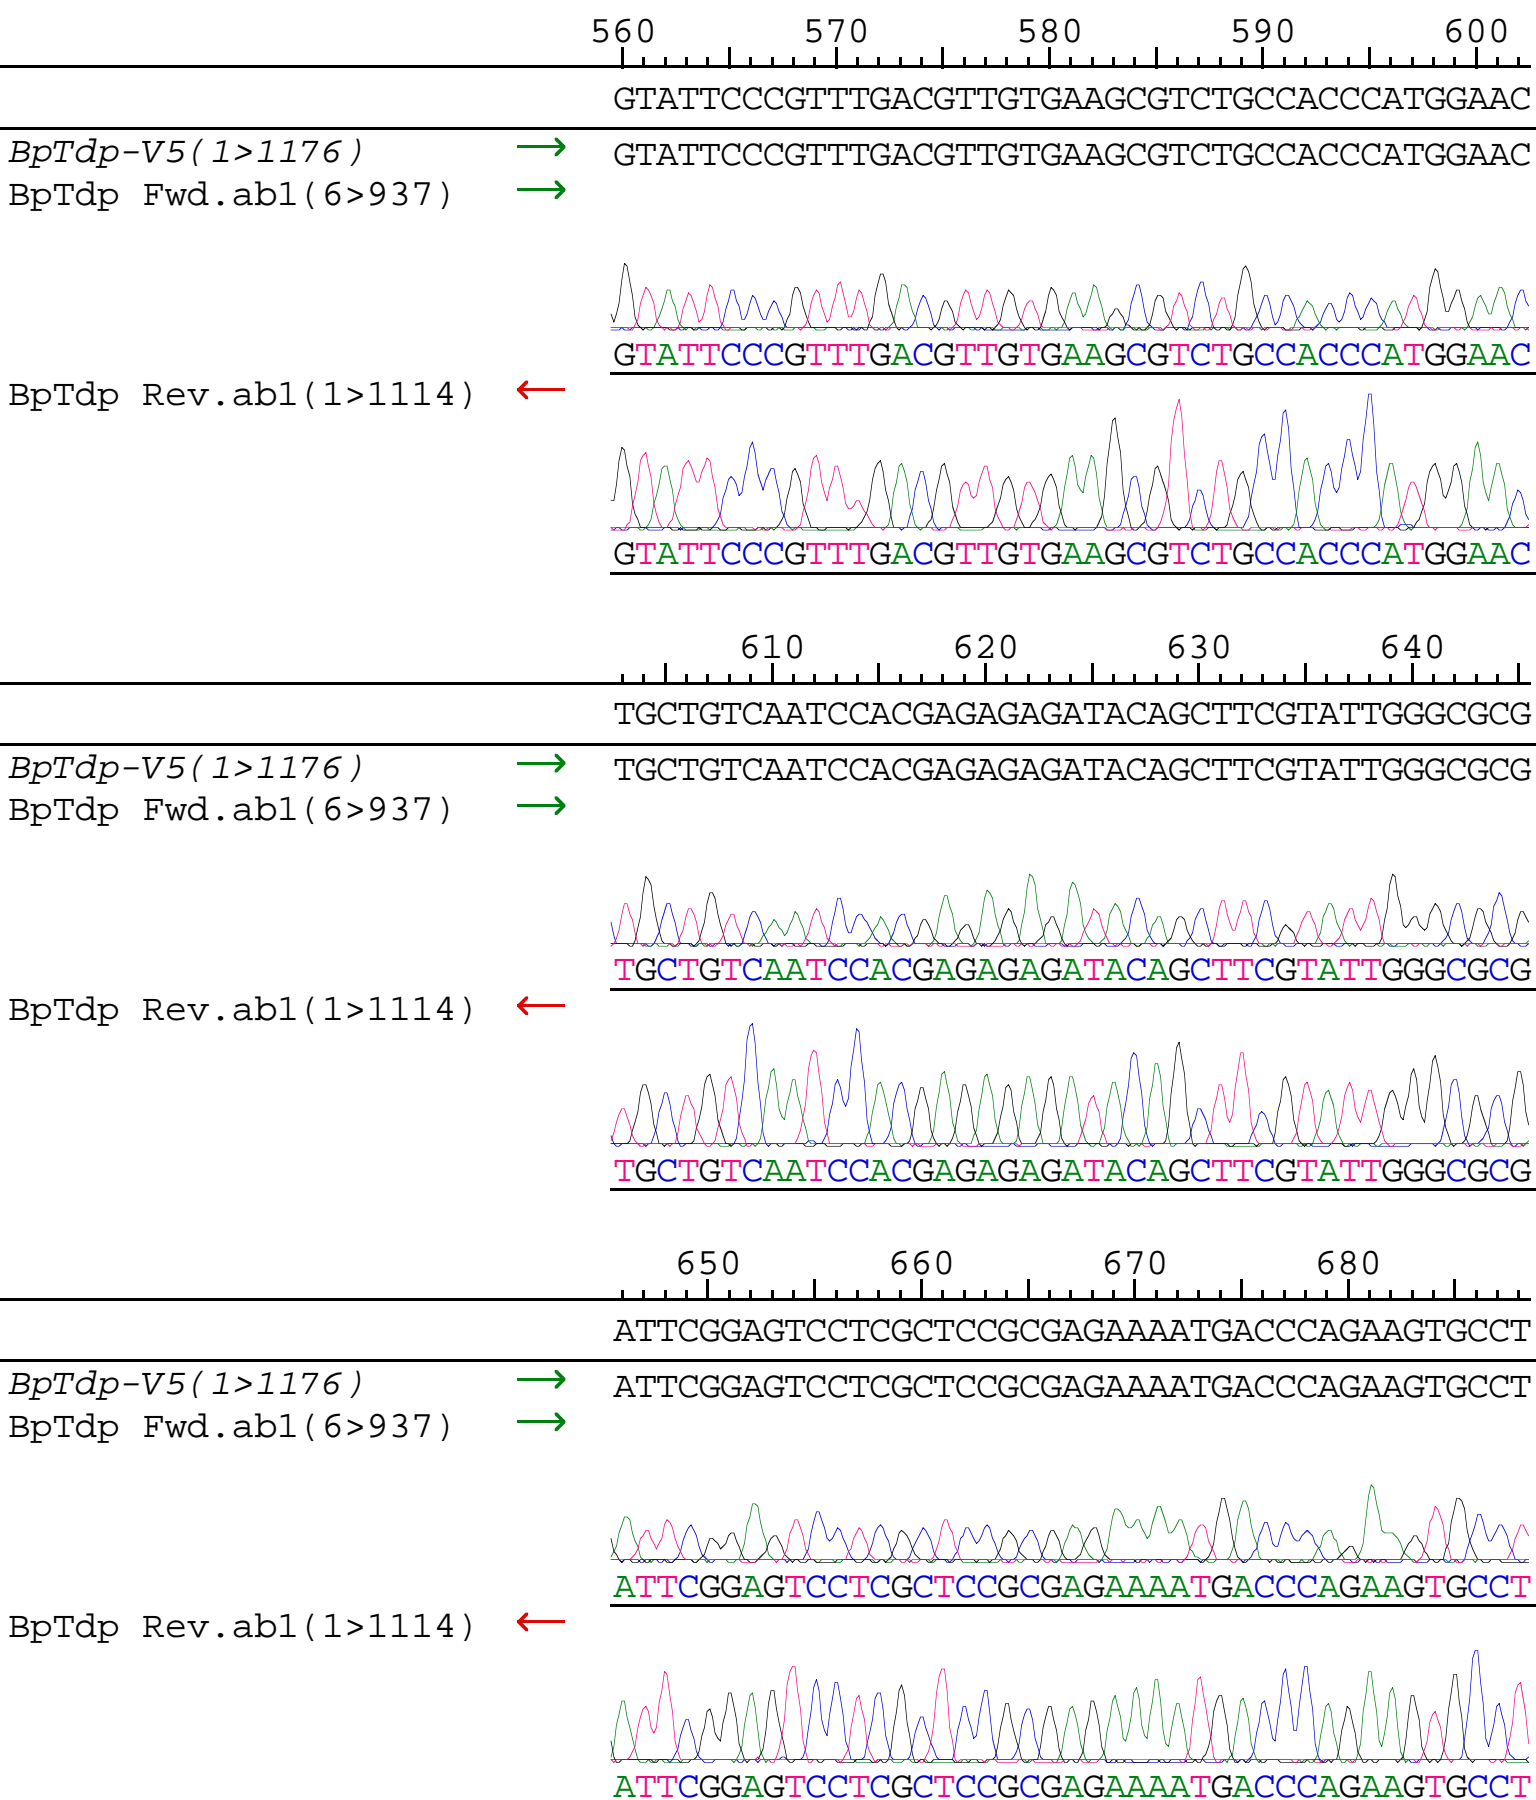 560 570 580 590 600
GTATTCCCGTTTGACGTTGTGAAGCGTCTGCCACCCATGGAAC
BpTdp-V5(1>1176) → GTATTCCCGTTTGACGTTGTGAAGCGTCTGCCACCCATGGAAC
BpTdp Fwd.ab1(6>937) →
GTATTCCCGTTTGACGTTGTGAAGCGTCTGCCACCCATGGAAC
BpTdp Rev.ab1(1>1114) ←
GTATTCCCGTTTGACGTTGTGAAGCGTCTGCCACCCATGGAAC
610 620 630 640
TGCTGTCAATCCACGAGAGAGATACAGCTTCGTATTGGGCGCG
BpTdp-V5(1>1176) → TGCTGTCAATCCACGAGAGAGATACAGCTTCGTATTGGGCGCG
BpTdp Fwd.ab1(6>937) →
TGCTGTCAATCCACGAGAGAGATACAGCTTCGTATTGGGCGCG
BpTdp Rev.ab1(1>1114) ←
TGCTGTCAATCCACGAGAGAGATACAGCTTCGTATTGGGCGCG
650 660 670 680
ATTCGGAGTCCTCGCTCCGCGAGAAAATGACCCAGAAGTGCCT
BpTdp-V5(1>1176) → ATTCGGAGTCCTCGCTCCGCGAGAAAATGACCCAGAAGTGCCT
BpTdp Fwd.ab1(6>937) →
ATTCGGAGTCCTCGCTCCGCGAGAAAATGACCCAGAAGTGCCT
BpTdp Rev.ab1(1>1114) ←
ATTCGGAGTCCTCGCTCCGCGAGAAAATGACCCAGAAGTGCCT